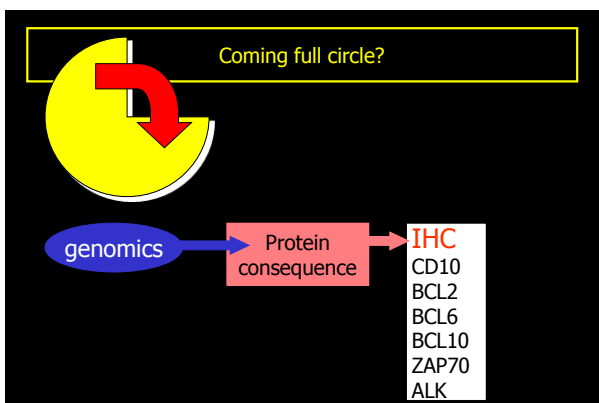 Coming full circle?
genomics
Protein
consequence
IHC
CD10
BCL2
BCL6
BCL10
ZAP70
ALK